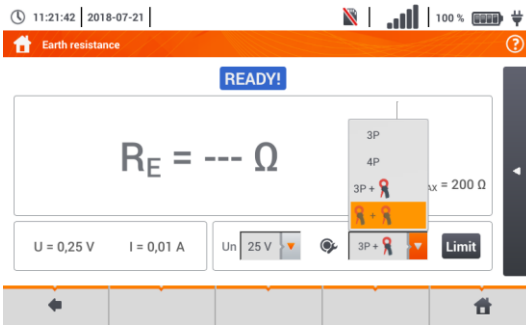 11:21:42 2018-07-21 100 %
Earth resistance ?
READY!
RE = --- Ω
3P
4P
3P +
+
= 200 Ω
U = 0,25 V I = 0,01 A Un 25 V 3P + Limit